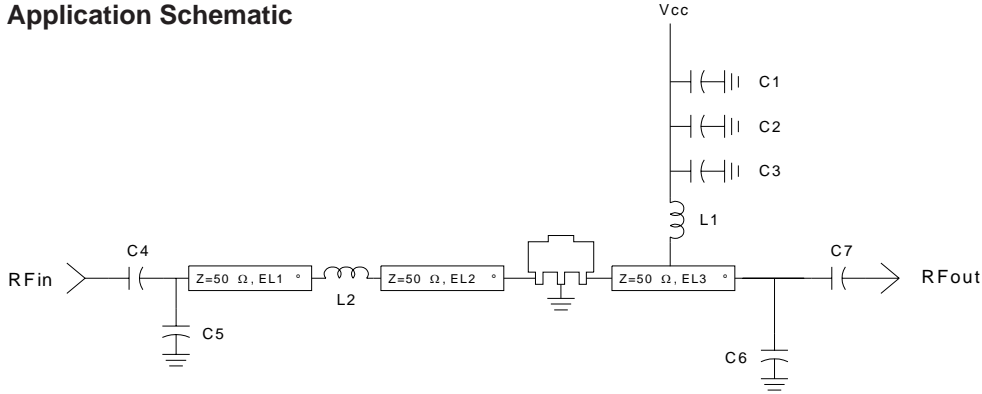 Application Schematic
Vcc
C1
C2
C3
L1
C4
C7
RFin
Z=50 Ω, EL1 °
L2
Z=50 Ω, EL2 °
Z=50 Ω, EL3 °
RFout
C5
C6